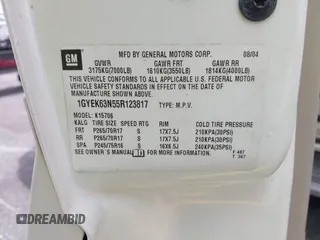 GM
MFD BY GENERAL MOTORS CORP. 08/04
GVWR GAWR FRT GAWR RR
3175KG(7000LB) 1610KG(3550LB) 1814KG(4000LB)
THIS VEHICLE CONFORMS TO ALL APPLICABLE U.S. FEDERAL MOTOR
VEHICLE SAFETY STANDARDS IN EFFECT ON THE DATE OF
MANUFACTURE SHOWN ABOVE.
1GYEK63N55R123817 TYPE: M.P.V.
MODEL: K15706
KALG TIRE SIZE SPEED RTG RIM COLD TIRE PRESSURE
FRT P265/70R17 S 17X7.5J 210KPA(30PSI)
RR P265/70R17 S 17X7.5J 210KPA(30PSI)
SPA P245/75R16 S 16X6.5J 240KPA(35PSI)
SEE OWNER'S MANUAL FOR MORE INFORMATION
DREAMBID